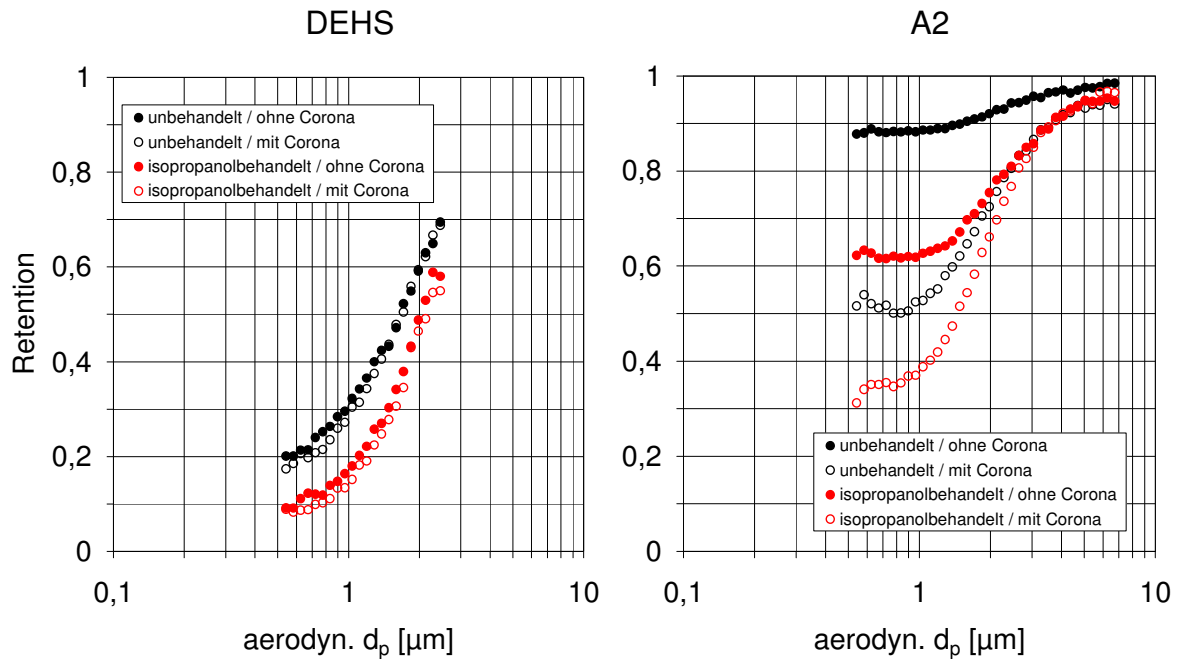 DEHS
1
0,8
0,6
0,4
0,2
0
Retention
unbehandelt / ohne Corona
unbehandelt / mit Corona
isopropanolbehandelt / ohne Corona
isopropanolbehandelt / mit Corona
0,1 1 10
aerodyn. dp [µm]
A2
1
0,8
0,6
0,4
0,2
0
unbehandelt / ohne Corona
unbehandelt / mit Corona
isopropanolbehandelt / ohne Corona
isopropanolbehandelt / mit Corona
0,1 1 10
aerodyn. dp [µm]